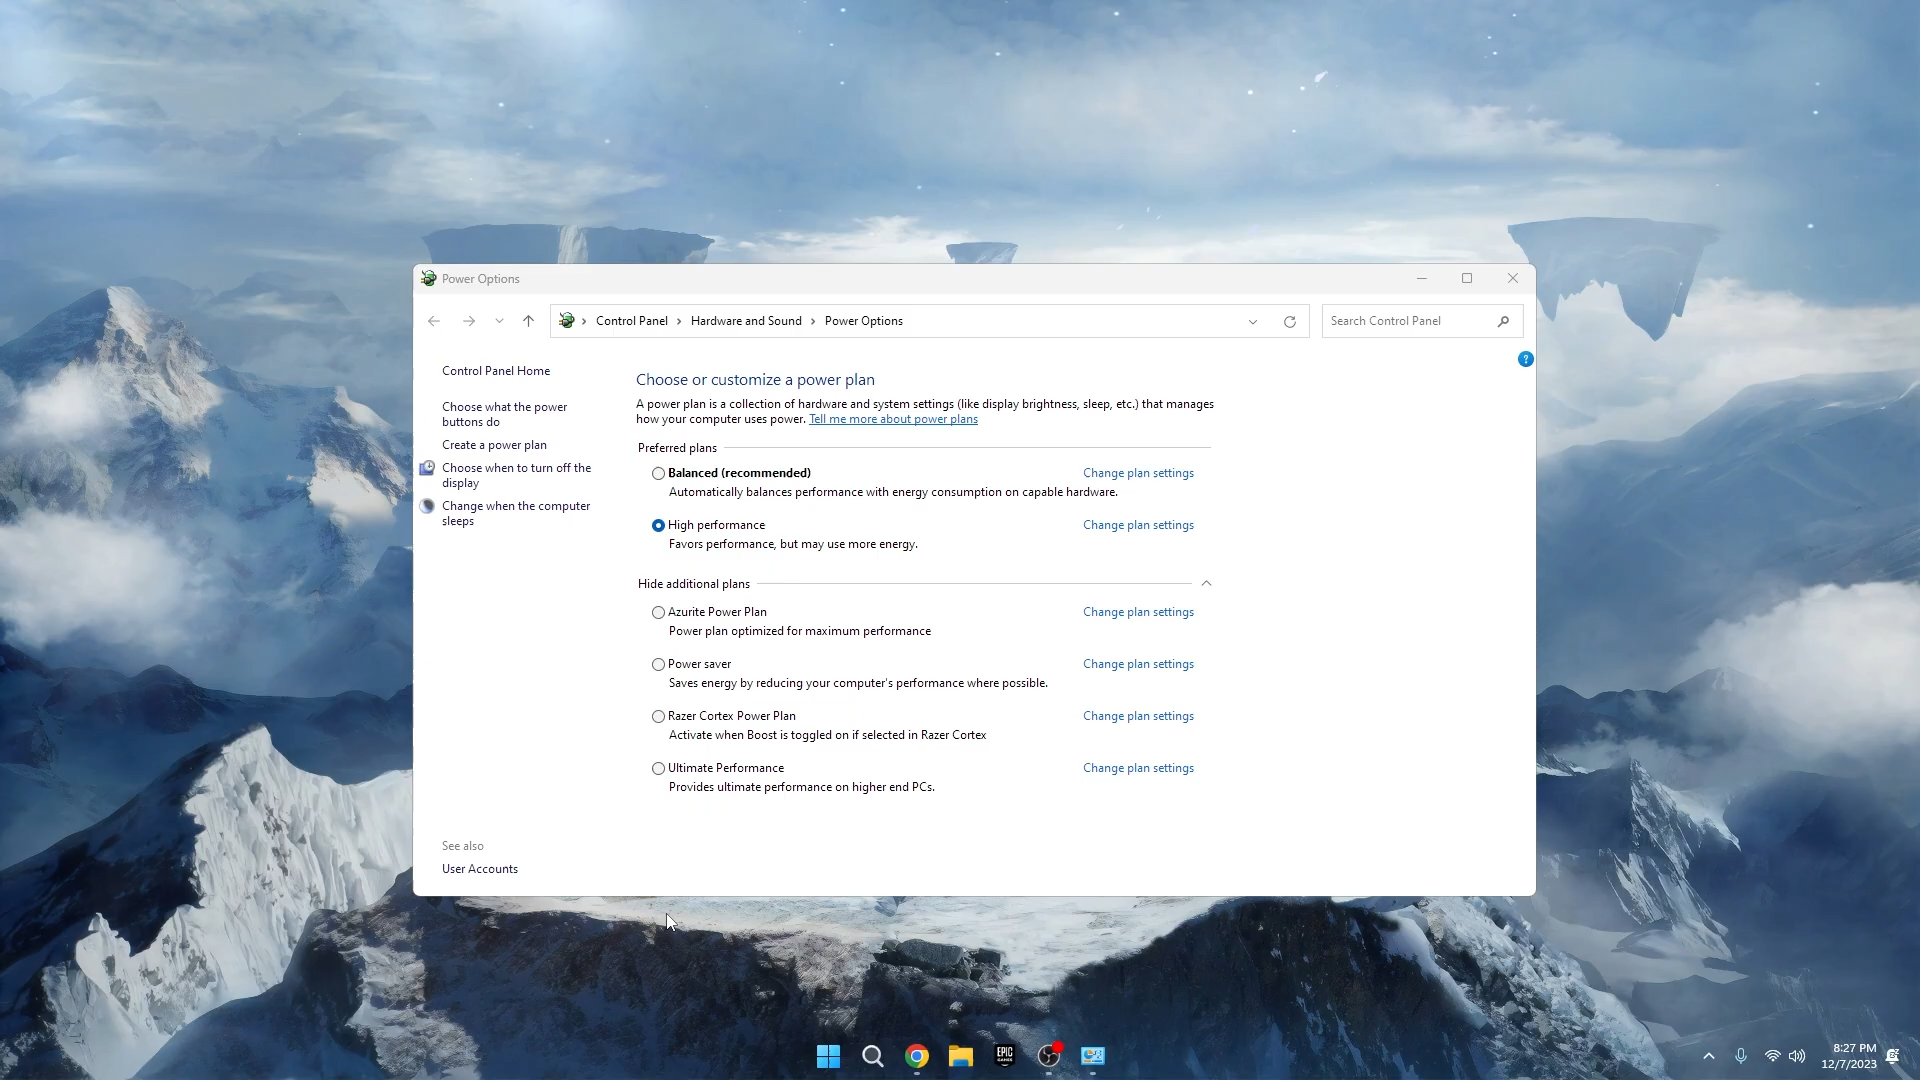 Power Options
Control Panel > Hardware and Sound > Power Options
Search Control Panel
Control Panel Home
Choose what the power
buttons do
Create a power plan
Choose when to turn off the
display
Change when the computer
sleeps
Choose or customize a power plan
A power plan is a collection of hardware and system settings (like display brightness, sleep, etc.) that manages
how your computer uses power. Tell me more about power plans
Preferred plans
Balanced (recommended) Change plan settings
Automatically balances performance with energy consumption on capable hardware.
High performance Change plan settings
Favors performance, but may use more energy.
Hide additional plans
Azurite Power Plan Change plan settings
Power plan optimized for maximum performance
Power saver Change plan settings
Saves energy by reducing your computer's performance where possible.
Razer Cortex Power Plan Change plan settings
Activate when Boost is toggled on if selected in Razer Cortex
Ultimate Performance Change plan settings
Provides ultimate performance on higher end PCs.
See also
User Accounts
EPIC
GAMES
8:27 PM
12/7/2023